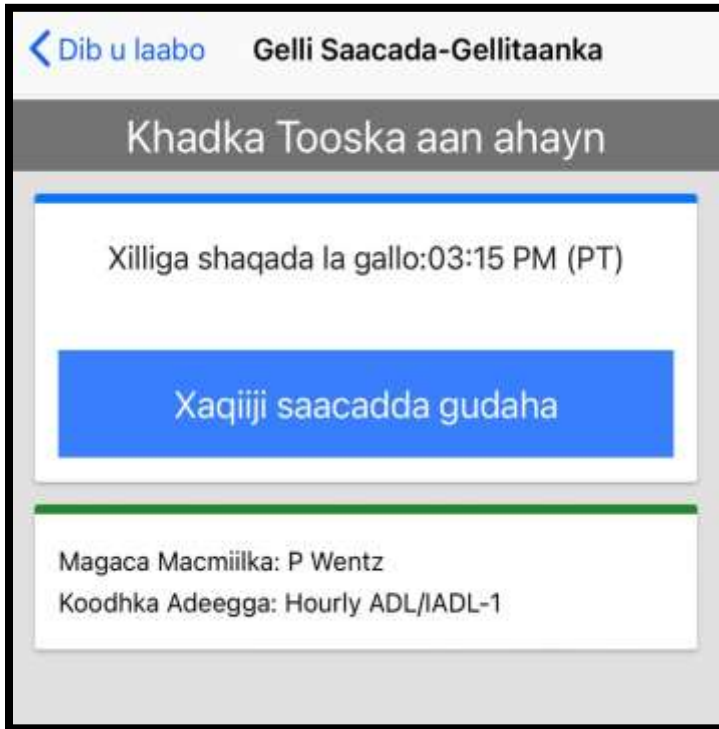 Dib u laabo Gelli Saacada-Gellitaanka
Khadka Tooska aan ahayn
Xilliga shaqada la gallo:03:15 PM (PT)
Xaqiiji saacadda gudaha
Magaca Macmiilka: P Wentz
Koodhka Adeegga: Hourly ADL/IADL-1